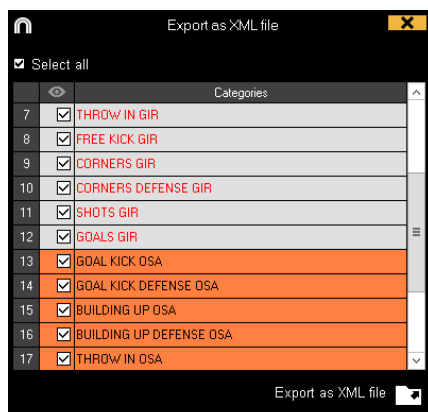 Export as XML file
Select all
Categories
7 THROW IN GIR
8 FREE KICK GIR
9 CORNERS GIR
10 CORNERS DEFENSE GIR
11 SHOTS GIR
12 GOALS GIR
13 GOAL KICK OSA
14 GOAL KICK DEFENSE OSA
15 BUILDING UP OSA
16 BUILDING UP DEFENSE OSA
17 THROW IN OSA
Export as XML file